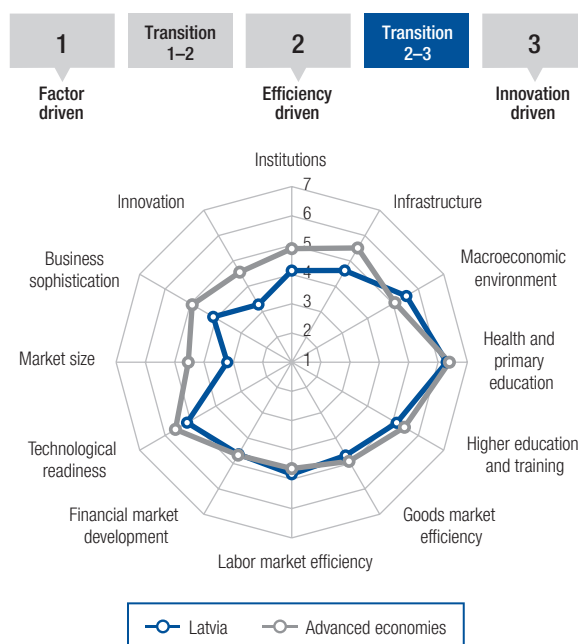 1
Transition
1–2
2
Transition
2–3
3
Factor
driven
Efficiency
driven
Innovation
driven
Institutions
7
6
5
4
3
2
1
Infrastructure
Macroeconomic
environment
Health and
primary
education
Higher education
and training
Goods market
efficiency
Labor market efficiency
Financial market
development
Technological
readiness
Market size
Business
sophistication
Innovation
Latvia
Advanced economies